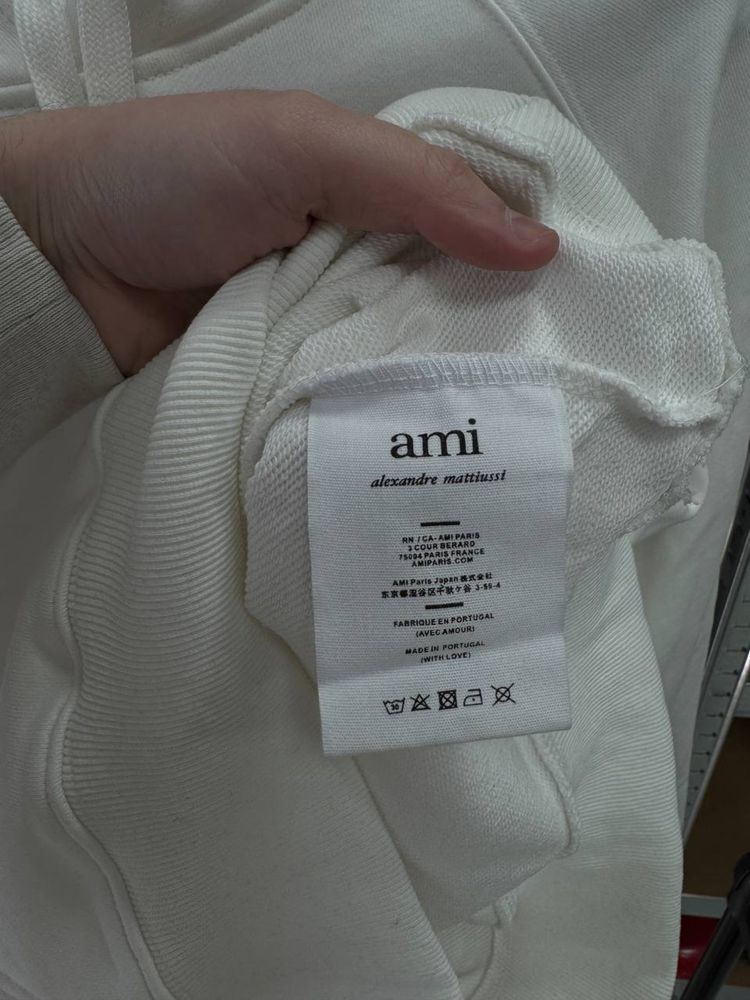 ami
alexandre mattiussi
RN / CA-AMI PARIS
3 COUR BERARD
75004 PARIS FRANCE
AMIPARIS.COM
AMI Paris Japan 株式会社
東京都渋谷区千駄ケ谷 3-59-4
FABRIQUE EN PORTUGAL
(AVEC AMOUR)
MADE IN PORTUGAL
(WITH LOVE)
30